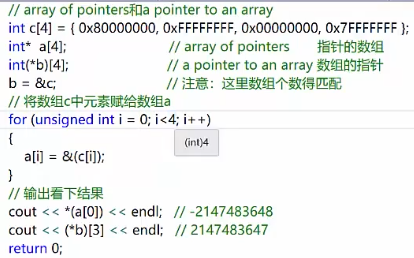 // array of pointers和a pointer to an array
int c[4] = { 0x80000000, 0xFFFFFFFF, 0x00000000, 0x7FFFFFFF };
int* a[4]; // array of pointers 指针的数组
int(*b)[4]; // a pointer to an array 数组的指针
b = &c; // 注意：这里数组个数得匹配
// 将数组c中元素赋给数组a
for (unsigned int i = 0; i<4; i++)
{
(int)4
a[i] = &(c[i]);
}
// 输出看下结果
cout << *(a[0]) << endl; // -2147483648
cout << (*b)[3] << endl; // 2147483647
return 0;